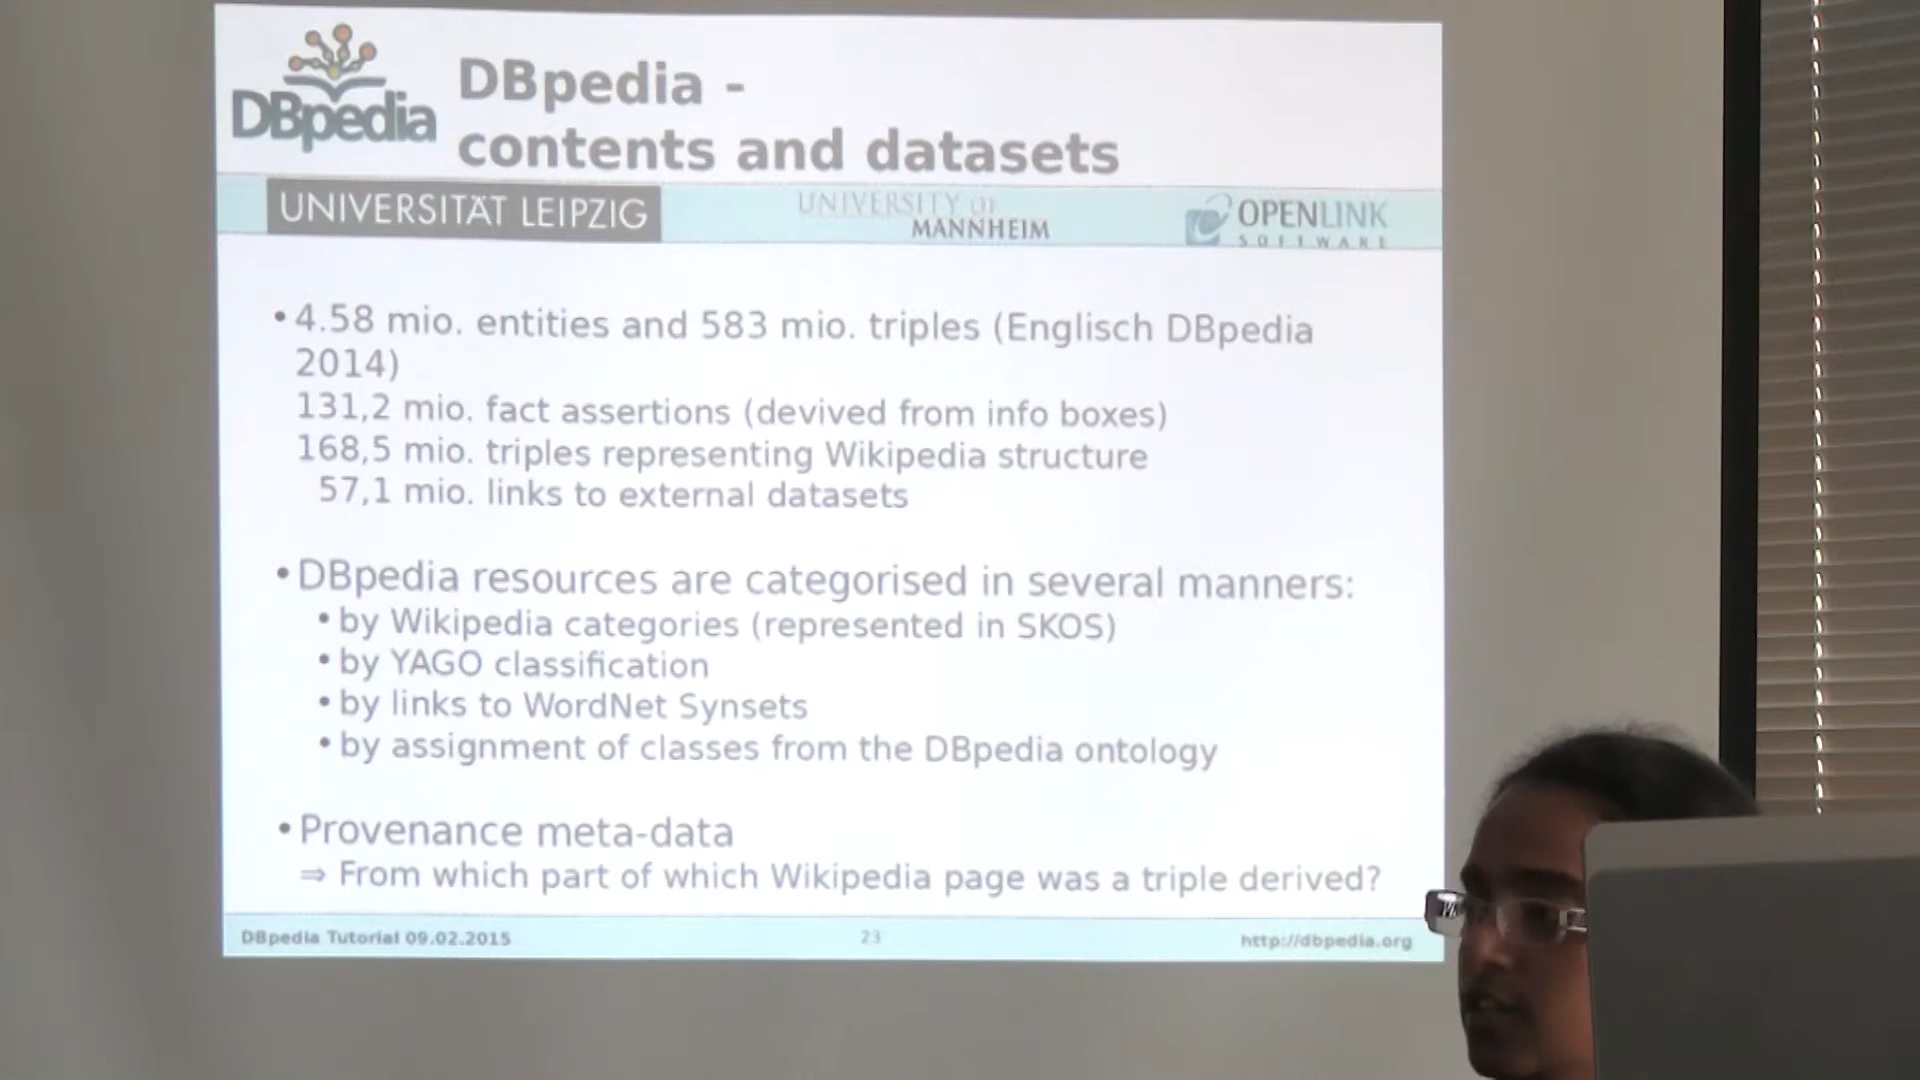 DBpedia
DBpedia -
contents and datasets
UNIVERSITÄT LEIPZIG
UNIVERSITY OF
MANNHEIM
OPENLINK
SOFTWARE
• 4.58 mio. entities and 583 mio. triples (Englisch DBpedia
2014)
131,2 mio. fact assertions (devived from info boxes)
168,5 mio. triples representing Wikipedia structure
57,1 mio. links to external datasets
• DBpedia resources are categorised in several manners:
• by Wikipedia categories (represented in SKOS)
• by YAGO classification
• by links to WordNet Synsets
• by assignment of classes from the DBpedia ontology
• Provenance meta-data
⇒ From which part of which Wikipedia page was a triple derived?
DBpedia Tutorial 09.02.2015
23
http://dbpedia.org